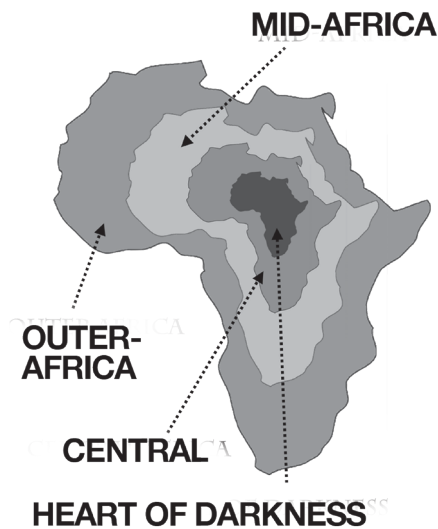 MID-AFRICA
OUTER-
AFRICA
CENTRAL
HEART OF DARKNESS